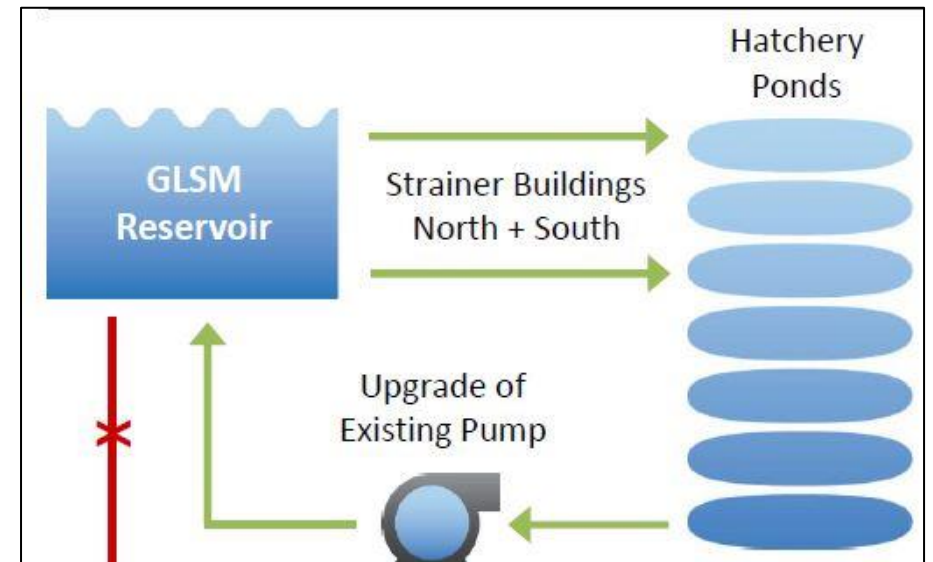 Hatchery
Ponds
GLSM
Reservoir
Strainer Buildings
North + South
Upgrade of
Existing Pump